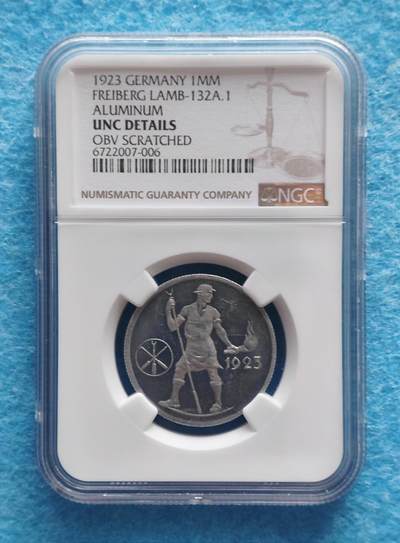 1923 GERMANY 1MM
FREIBERG LAMB-132A.1
ALUMINUM
UNC DETAILS
OBV SCRATCHED
6722007-006
NUMISMATIC GUARANTY COMPANY
NGC
1923